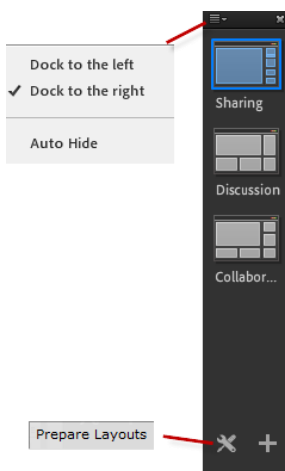 Dock to the left
✓ Dock to the right
Auto Hide
Sharing
Discussion
Collabor...
Prepare Layouts